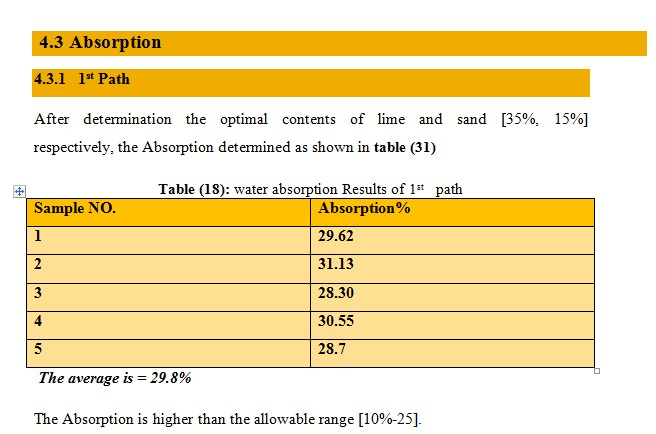 4.3 Absorption
4.3.1 1st Path
After determination the optimal contents of lime and sand [35%, 15%]
respectively, the Absorption determined as shown in table (31)
Table (18): water absorption Results of 1st path
Sample NO. Absorption%
1 29.62
2 31.13
3 28.30
4 30.55
5 28.7
The average is = 29.8%
The Absorption is higher than the allowable range [10%-25].